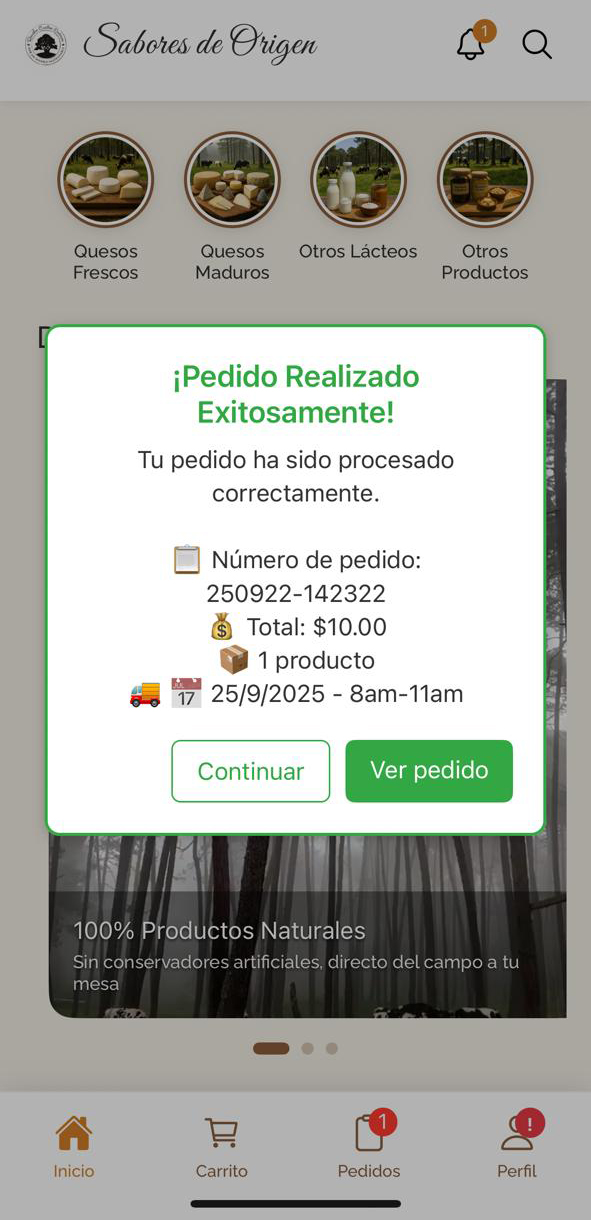 Sabores de Origen
1
Quesos
Frescos
Quesos
Maduros
Otros Lácteos
Otros
Productos
¡Pedido Realizado
Exitosamente!
Tu pedido ha sido procesado
correctamente.
📋 Número de pedido:
250922-142322
💰 Total: $10.00
📦 1 producto
🚚 📅 25/9/2025 - 8am-11am
Continuar
Ver pedido
100% Productos Naturales
Sin conservadores artificiales, directo del campo a tu
mesa
1
!
Inicio
Carrito
Pedidos
Perfil